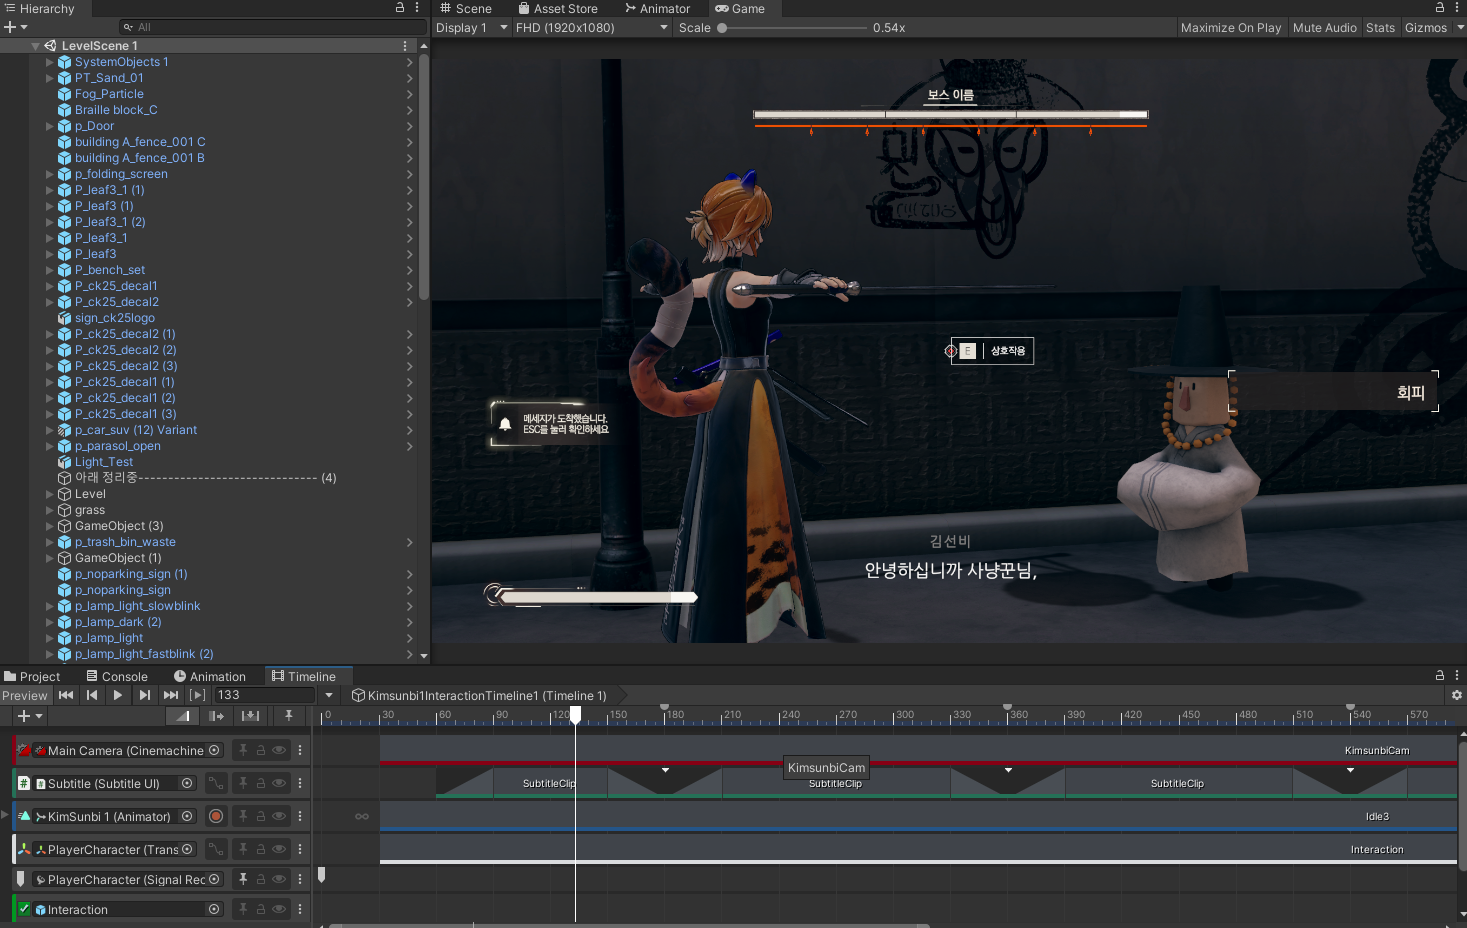 Hierarchy
All
LevelScene 1
SystemObjects 1
PT_Sand_01
Fog_Particle
Braille block_C
p_Door
building A_fence_001 C
building A_fence_001 B
p_folding_screen
P_leaf3_1 (1)
P_leaf3 (1)
P_leaf3_1 (2)
P_leaf3_1
P_leaf3
P_bench_set
P_ck25_decal1
P_ck25_decal2
sign_ck25logo
P_ck25_decal2 (1)
P_ck25_decal2 (2)
P_ck25_decal2 (3)
P_ck25_decal1 (1)
P_ck25_decal1 (2)
P_ck25_decal1 (3)
p_car_suv (12) Variant
p_parasol_open
Light_Test
아래 정리중------------------------------ (4)
Level
grass
GameObject (3)
p_trash_bin_waste
GameObject (1)
p_noparking_sign (1)
p_noparking_sign
p_lamp_light_slowblink
p_lamp_dark (2)
p_lamp_light
p_lamp_light_fastblink (2)
Scene Asset Store Animator Game
Display 1 FHD (1920x1080) Scale 0.54x Maximize On Play Mute Audio Stats Gizmos
보스 이름
E 상호작용
회피
메세지가 도착했습니다.
ESC를 눌러 확인하세요
김선비
안녕하십니까 사냥꾼님,
Project Console Animation Timeline
Preview 133 Kimsunbi1InteractionTimeline1 (Timeline 1)
0 30 60 90 120 150 180 210 240 270 300 330 360 390 420 450 480 510 540 570
Main Camera (Cinemachine KimsunbiCam
KimsunbiCam
Subtitle (Subtitle UI) SubtitleClip SubtitleClip SubtitleClip
KimSunbi 1 (Animator) Idle3
PlayerCharacter (Trans Interaction
PlayerCharacter (Signal Rec
Interaction